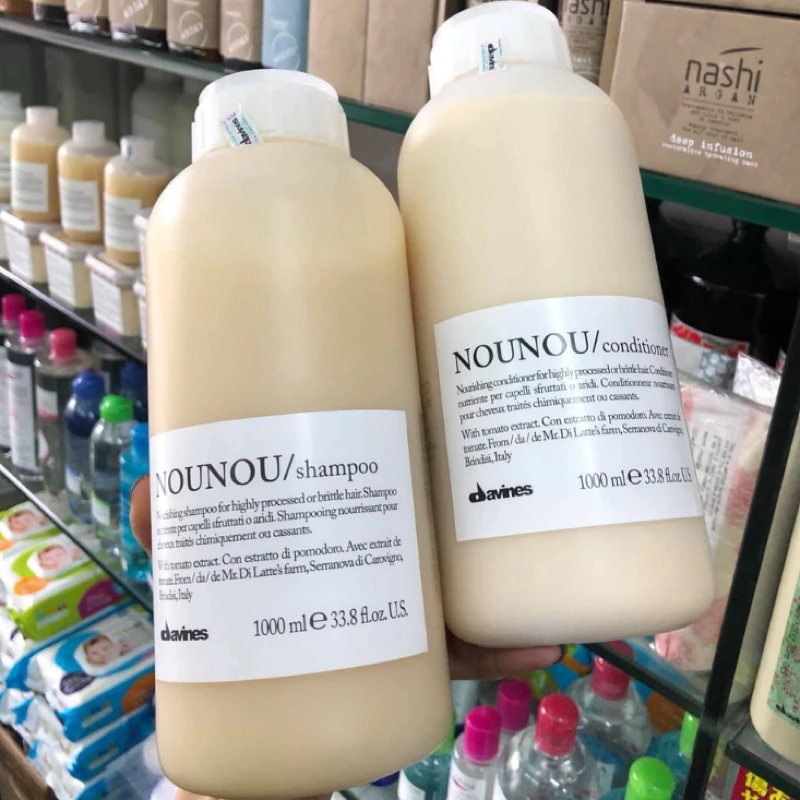 NOUNOU/shampoo
Nourishing shampoo for highly processed or brittle hair. Shampoo
nutriente per capelli sfruttati o aridi. Shampooing nourrissant pour
cheveux traités chimiquement ou cassants.
With tomato extract. Con estratto di pomodoro. Avec extrait de
tomate. From / da / de Mr. Di Latte's farm, Serranova di Carovigno,
Brindisi, Italy
davines
1000 ml e 33.8 fl.oz. U.S.
davines
NOUNOU/conditioner
Nourishing conditioner for highly processed or brittle hair. Conditioner
nutriente per capelli sfruttati o aridi. Conditionneur nourrissant
pour cheveux traités chimiquement ou cassants.
With tomato extract. Con estratto di pomodoro. Avec extrait de
tomate. From / da / de Mr. Di Latte's farm, Serranova di Carovigno,
Brindisi, Italy
davines
1000 ml e 33.8 fl.oz. U.S.
davines
nashi
ARGAN
deep infusion
restorative hydrating mask